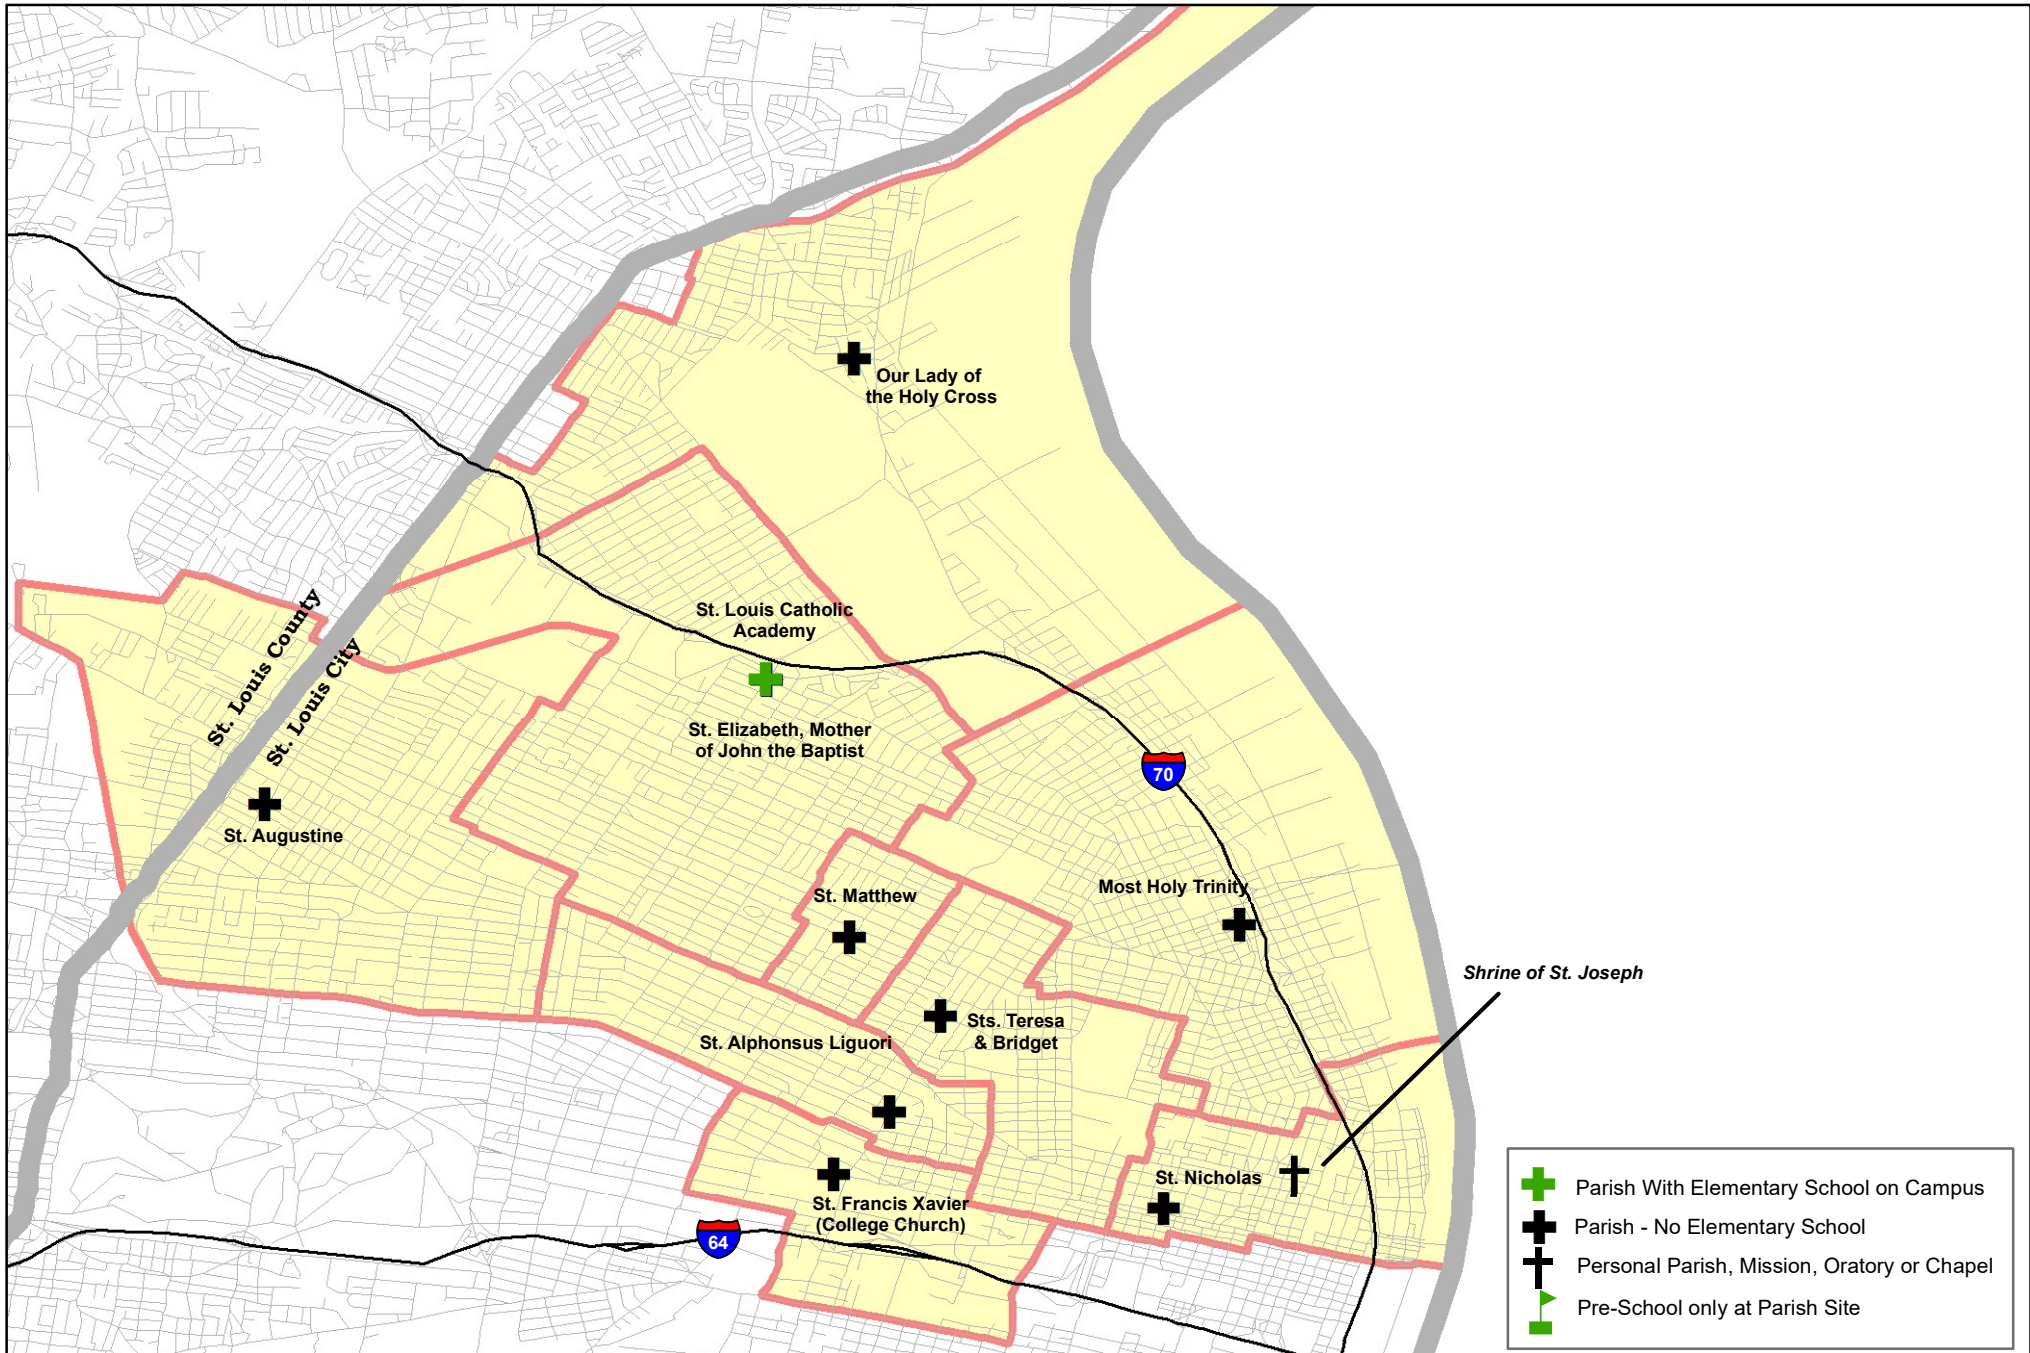 Our Lady of
the Holy Cross
St. Louis Catholic
Academy
St. Louis County
St. Louis City
St. Elizabeth, Mother
of John the Baptist
70
St. Augustine
St. Matthew
Most Holy Trinity
Shrine of St. Joseph
Sts. Teresa
& Bridget
St. Alphonsus Liguori
St. Nicholas
St. Francis Xavier
(College Church)
64
Parish With Elementary School on Campus
Parish - No Elementary School
Personal Parish, Mission, Oratory or Chapel
Pre-School only at Parish Site